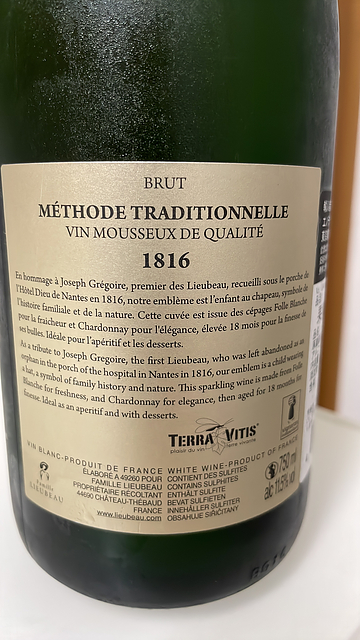 BRUT
MÉTHODE TRADITIONNELLE
VIN MOUSSEUX DE QUALITÉ
1816
En hommage à Joseph Grégoire, premier des Lieubeau, recueilli sous le porche de
l'Hôtel Dieu de Nantes en 1816, notre emblème est l'enfant au chapeau, symbole de
l'histoire familiale et de la nature. Cette cuvée est issue des cépages Folle Blanche
pour la fraicheur et Chardonnay pour l'élégance, élevée 18 mois pour la finesse de
ses bulles. Idéale pour l'apéritif et les desserts.
As a tribute to Joseph Grégoire, the first Lieubeau, who was left abandoned as an
orphan in the porch of the hospital in Nantes in 1816, our emblem is a child wearing
a hat, a symbol of family history and nature. This sparkling wine is made from Folle
Blanche for freshness, and Chardonnay for elegance, then aged for 18 months for
finesse. Ideal as an aperitif and with desserts.
TERRA VITIS®
plaisir du vin terre vivante
VIN BLANC-PRODUIT DE FRANCE WHITE WINE-PRODUCT OF FRANCE
ÉLABORÉ A 49260 POUR
FAMILLE LIEUBEAU
PROPRIÉTAIRE RÉCOLTANT
44690 CHÂTEAU-THÉBAUD
FRANCE
www.lieubeau.com
CONTIENT DES SULFITES
CONTAINS SULPHITES
ENTHÄLT SULFITE
BEVAT SULFIETEN
INNEHÅLLER SULFITER
OBSAHUJE SIŘIČITANY
Famille
LIEUBEAU
750 ml
alc 11,5% vol